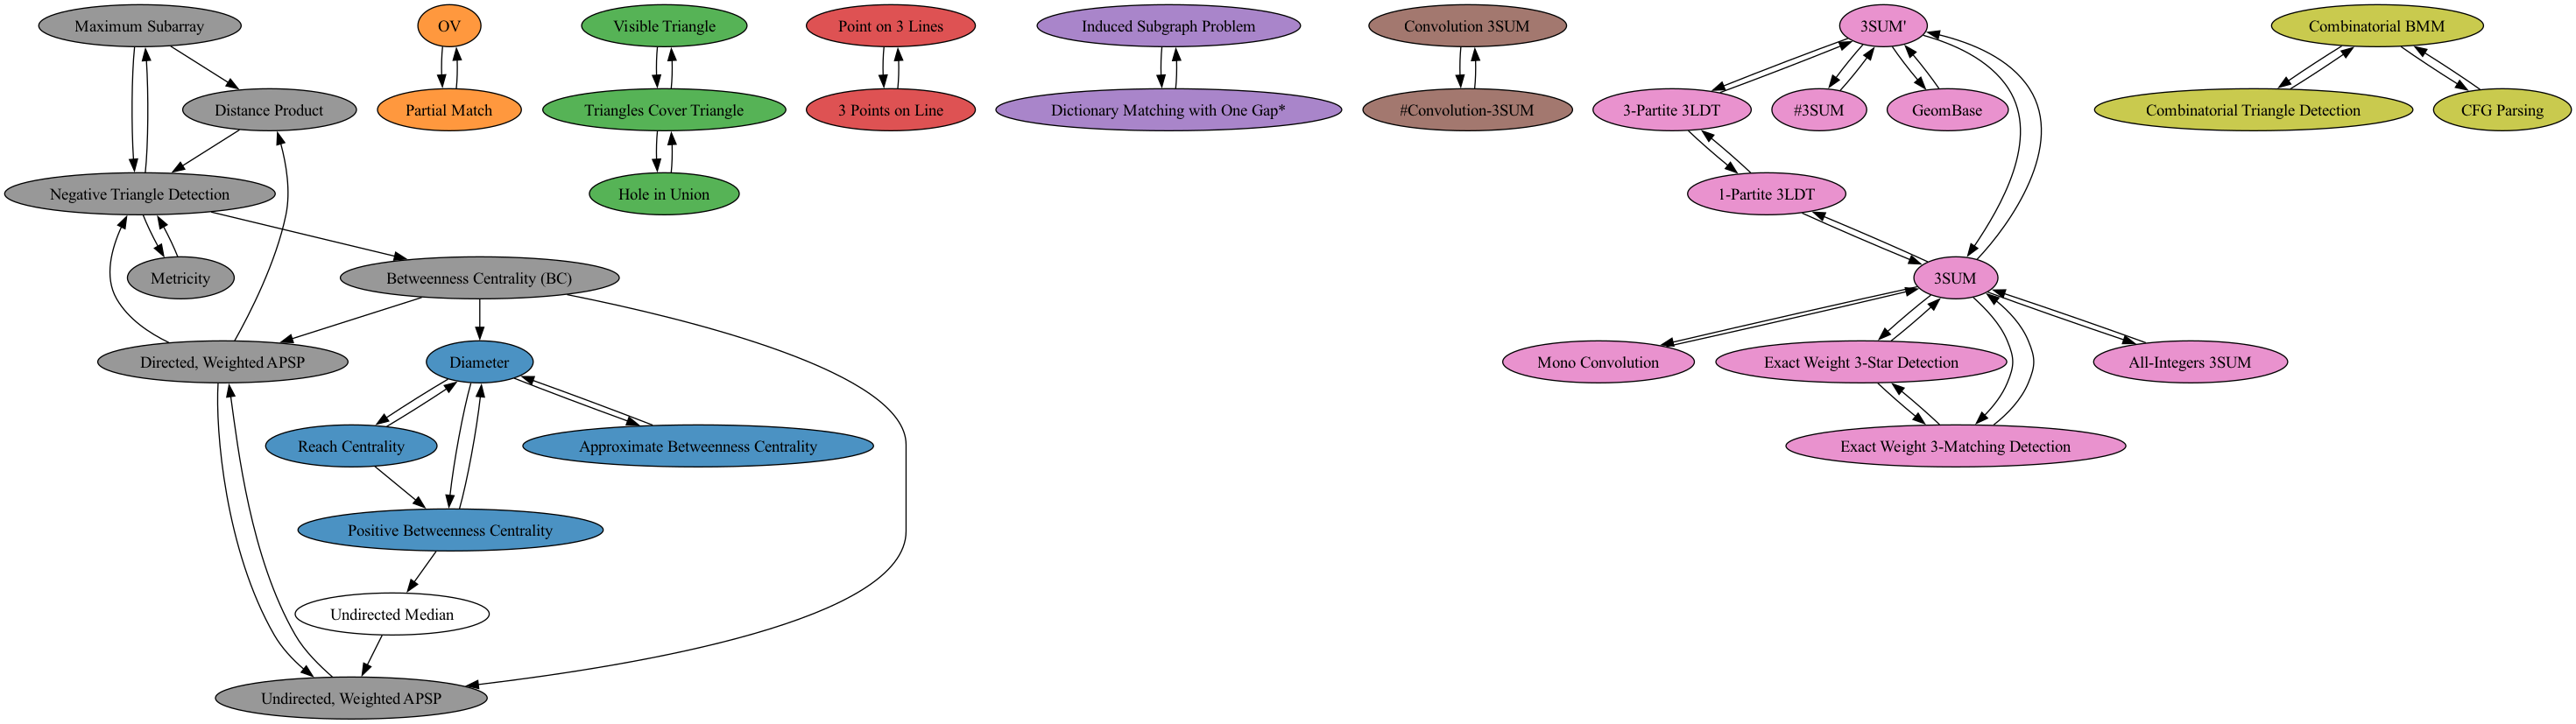 Maximum Subarray
OV
Visible Triangle
Point on 3 Lines
Induced Subgraph Problem
Convolution 3SUM
3SUM'
Combinatorial BMM
Distance Product
Partial Match
Triangles Cover Triangle
3 Points on Line
Dictionary Matching with One Gap*
#Convolution-3SUM
3-Partite 3LDT
#3SUM
GeomBase
Combinatorial Triangle Detection
CFG Parsing
Negative Triangle Detection
Hole in Union
1-Partite 3LDT
Metricity
Betweenness Centrality (BC)
3SUM
Directed, Weighted APSP
Diameter
Mono Convolution
Exact Weight 3-Star Detection
All-Integers 3SUM
Reach Centrality
Approximate Betweenness Centrality
Exact Weight 3-Matching Detection
Positive Betweenness Centrality
Undirected Median
Undirected, Weighted APSP